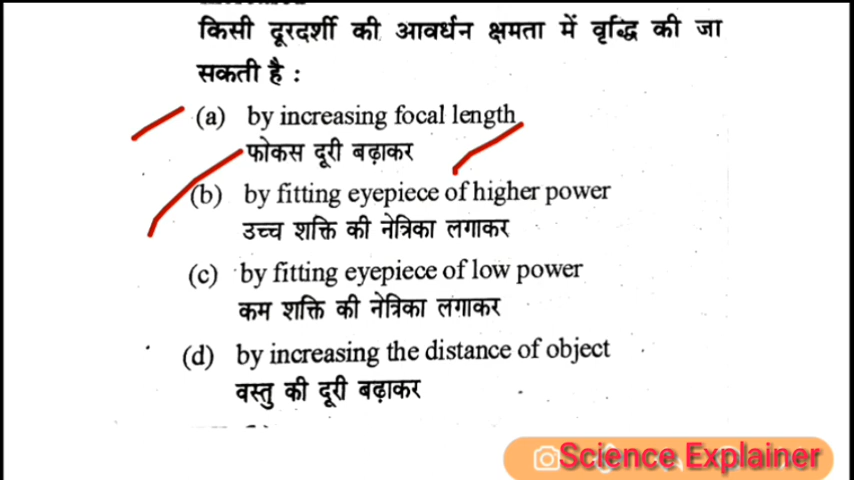 किसी दूरदर्शी की आवर्धन क्षमता में वृद्धि की जा
सकती है :
(a) by increasing focal length
फोकस दूरी बढ़ाकर
(b) by fitting eyepiece of higher power
उच्च शक्ति की नेत्रिका लगाकर
(c) by fitting eyepiece of low power
कम शक्ति की नेत्रिका लगाकर
(d) by increasing the distance of object
वस्तु की दूरी बढ़ाकर
Science Explainer